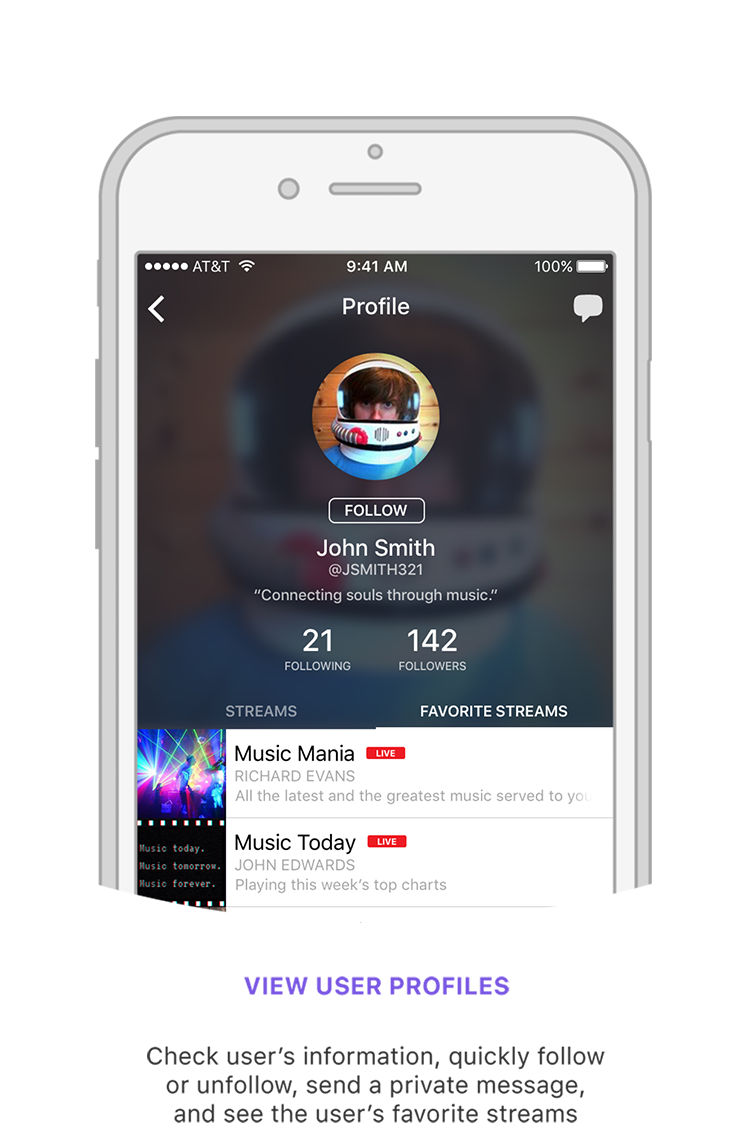 AT&T 9:41 AM 100%
Profile
FOLLOW
John Smith
@JSMITH321
“Connecting souls through music.”
21 142
FOLLOWING FOLLOWERS
STREAMS FAVORITE STREAMS
Music Mania LIVE
RICHARD EVANS
All the latest and the greatest music served to you
Music Today LIVE
JOHN EDWARDS
Playing this week’s top charts
Music today.
Music tomorrow.
Music forever.
VIEW USER PROFILES
Check user’s information, quickly follow
or unfollow, send a private message,
and see the user’s favorite streams